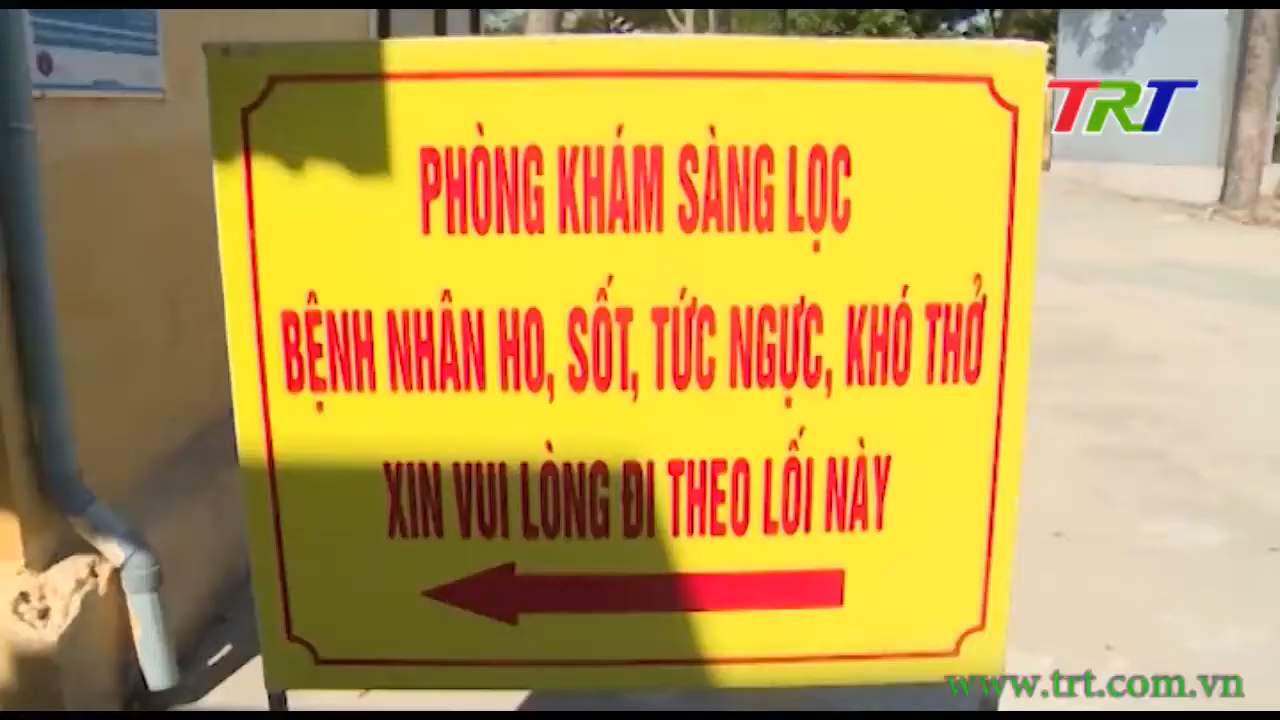 TRT
PHÒNG KHÁM SÀNG LỌC
BỆNH NHÂN HO, SỐT, TỨC NGỰC, KHÓ THỞ
XIN VUI LÒNG ĐI THEO LỐI NÀY
www.trt.com.vn